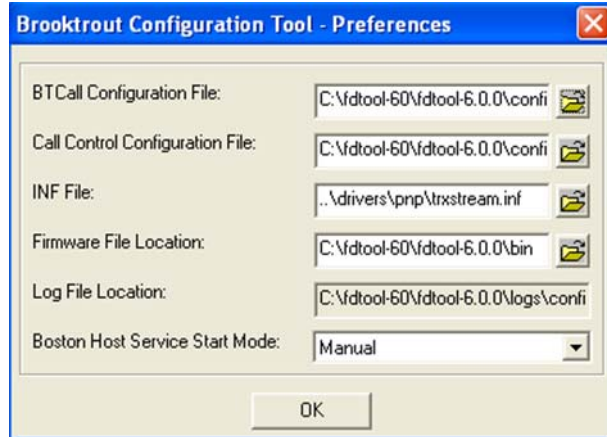 Brooktrout Configuration Tool - Preferences
BTCall Configuration File: C:\fdtool-60\fdtool-6.0.0\confi
Call Control Configuration File: C:\fdtool-60\fdtool-6.0.0\confi
INF File: ..\drivers\pnp\trxstream.inf
Firmware File Location: C:\fdtool-60\fdtool-6.0.0\bin
Log File Location: C:\fdtool-60\fdtool-6.0.0\logs\confi
Boston Host Service Start Mode: Manual
OK